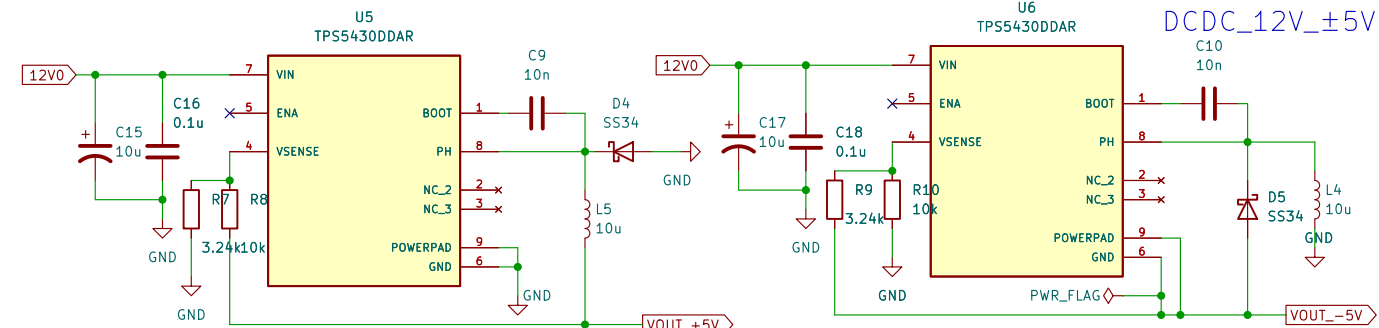 DCDC_12V_±5V
U5
TPS5430DDAR
12V0
7 VIN
5 ENA
4 VSENSE
BOOT 1
PH 8
NC_2 2
NC_3 3
POWERPAD 9
GND 6
C15
10u
C16
0.1u
GND
R7
3.24k
R8
10k
GND
C9
10n
D4
SS34
GND
L5
10u
GND
VOUT_+5V
U6
TPS5430DDAR
12V0
7 VIN
5 ENA
4 VSENSE
BOOT 1
PH 8
NC_2 2
NC_3 3
POWERPAD 9
GND 6
C17
10u
C18
0.1u
GND
R9
3.24k
R10
10k
GND
C10
10n
D5
SS34
L4
10u
GND
PWR_FLAG
VOUT_-5V